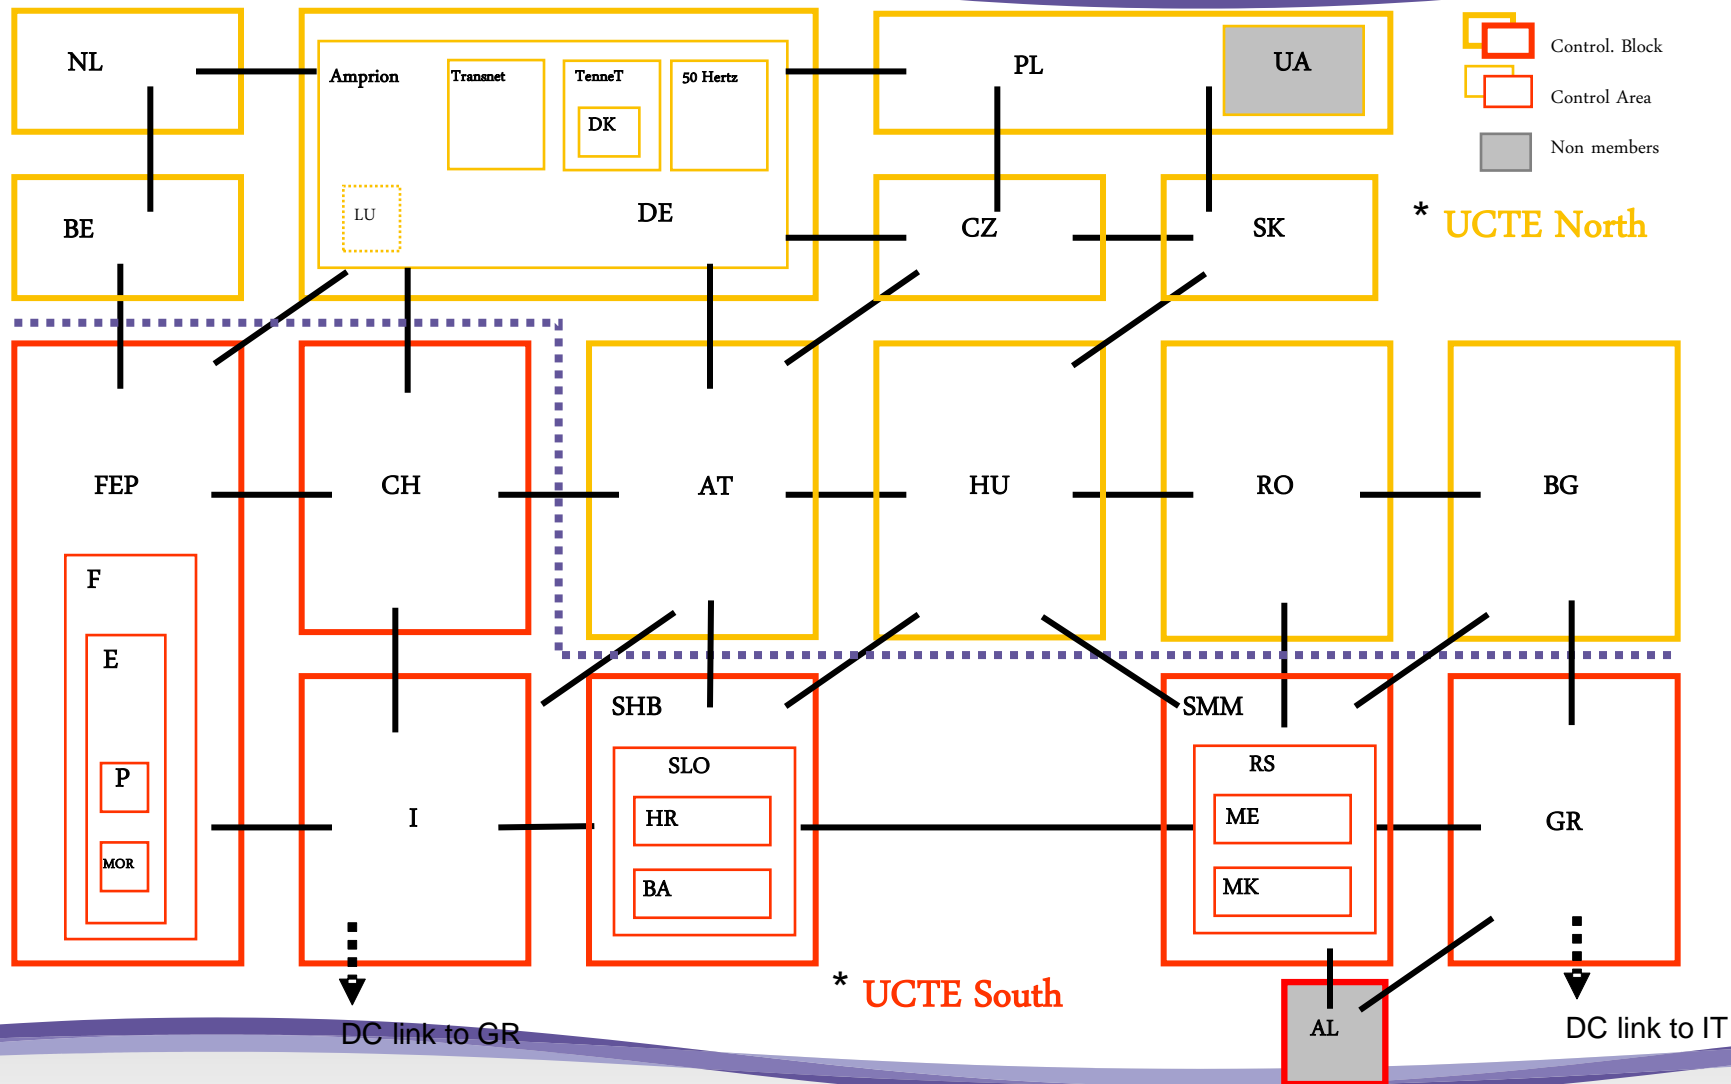 NL
Amprion
Transnet
TenneT
50 Hertz
DK
LU
DE
PL
UA
Control. Block
Control Area
Non members
BE
CZ
SK
* UCTE North
FEP
CH
AT
HU
RO
BG
F
E
P
MOR
I
SHB
SLO
HR
BA
SMM
RS
ME
MK
GR
* UCTE South
AL
DC link to GR
DC link to IT